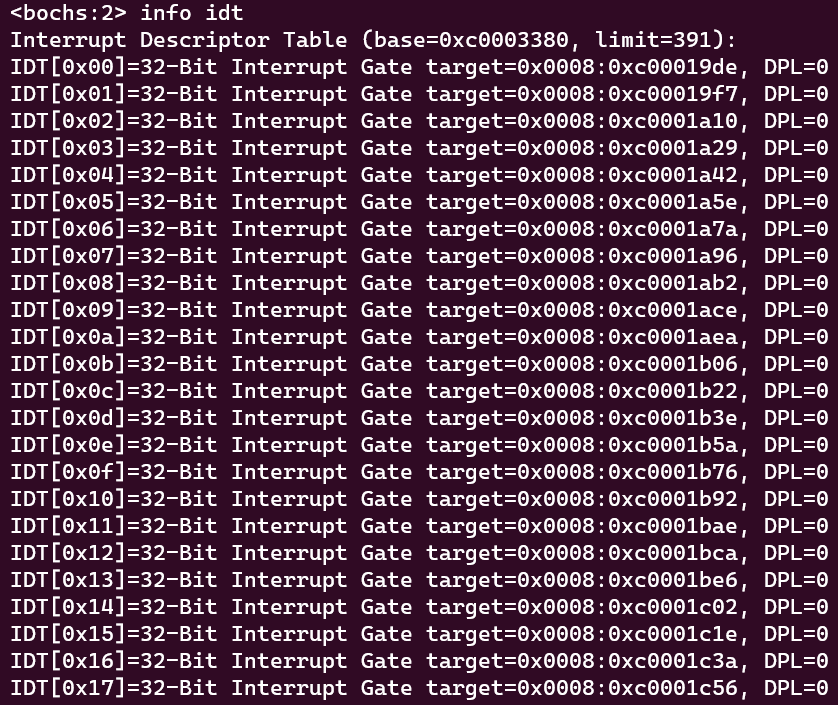 <bochs:2> info idt
Interrupt Descriptor Table (base=0xc0003380, limit=391):
IDT[0x00]=32-Bit Interrupt Gate target=0x0008:0xc00019de, DPL=0
IDT[0x01]=32-Bit Interrupt Gate target=0x0008:0xc00019f7, DPL=0
IDT[0x02]=32-Bit Interrupt Gate target=0x0008:0xc0001a10, DPL=0
IDT[0x03]=32-Bit Interrupt Gate target=0x0008:0xc0001a29, DPL=0
IDT[0x04]=32-Bit Interrupt Gate target=0x0008:0xc0001a42, DPL=0
IDT[0x05]=32-Bit Interrupt Gate target=0x0008:0xc0001a5e, DPL=0
IDT[0x06]=32-Bit Interrupt Gate target=0x0008:0xc0001a7a, DPL=0
IDT[0x07]=32-Bit Interrupt Gate target=0x0008:0xc0001a96, DPL=0
IDT[0x08]=32-Bit Interrupt Gate target=0x0008:0xc0001ab2, DPL=0
IDT[0x09]=32-Bit Interrupt Gate target=0x0008:0xc0001ace, DPL=0
IDT[0x0a]=32-Bit Interrupt Gate target=0x0008:0xc0001aea, DPL=0
IDT[0x0b]=32-Bit Interrupt Gate target=0x0008:0xc0001b06, DPL=0
IDT[0x0c]=32-Bit Interrupt Gate target=0x0008:0xc0001b22, DPL=0
IDT[0x0d]=32-Bit Interrupt Gate target=0x0008:0xc0001b3e, DPL=0
IDT[0x0e]=32-Bit Interrupt Gate target=0x0008:0xc0001b5a, DPL=0
IDT[0x0f]=32-Bit Interrupt Gate target=0x0008:0xc0001b76, DPL=0
IDT[0x10]=32-Bit Interrupt Gate target=0x0008:0xc0001b92, DPL=0
IDT[0x11]=32-Bit Interrupt Gate target=0x0008:0xc0001bae, DPL=0
IDT[0x12]=32-Bit Interrupt Gate target=0x0008:0xc0001bca, DPL=0
IDT[0x13]=32-Bit Interrupt Gate target=0x0008:0xc0001be6, DPL=0
IDT[0x14]=32-Bit Interrupt Gate target=0x0008:0xc0001c02, DPL=0
IDT[0x15]=32-Bit Interrupt Gate target=0x0008:0xc0001c1e, DPL=0
IDT[0x16]=32-Bit Interrupt Gate target=0x0008:0xc0001c3a, DPL=0
IDT[0x17]=32-Bit Interrupt Gate target=0x0008:0xc0001c56, DPL=0